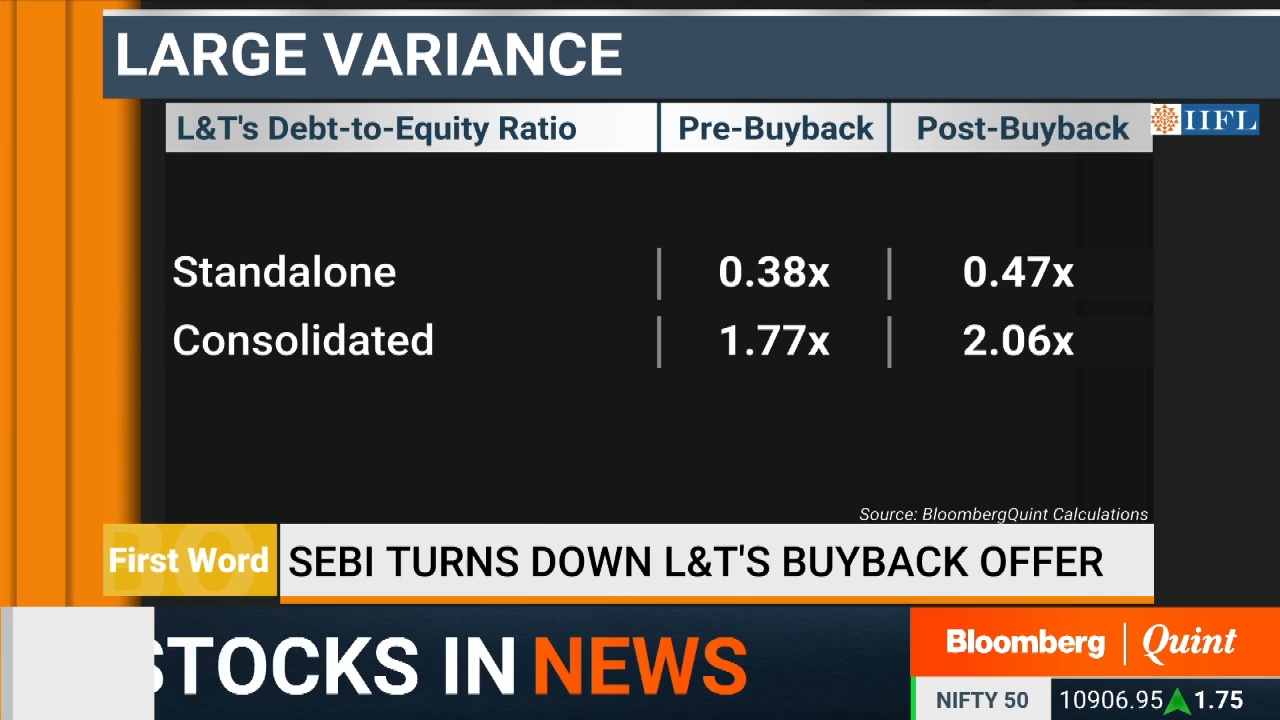 LARGE VARIANCE
L&T's Debt-to-Equity Ratio Pre-Buyback Post-Buyback
IIFL
Standalone 0.38x 0.47x
Consolidated 1.77x 2.06x
Source: BloombergQuint Calculations
First Word SEBI TURNS DOWN L&T'S BUYBACK OFFER
STOCKS IN NEWS
Bloomberg | Quint
NIFTY 50 10906.95 1.75